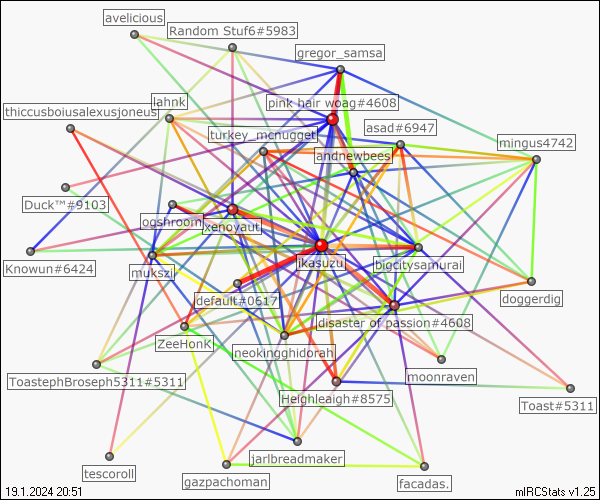 avelicious
Random Stuf6#5983
gregor_samsa
pink hair woag#4608
lahnk
thiccusboiusalexusjoneus
turkey_mcnugget
asad#6947
mingus4742
andnewbees
Duck™#9103
ogshroom
xenoyaut
Knowun#6424
mukszi
ikasuzu
bigcitysamurai
default#0617
doggerdig
disaster of passion#4608
ZeeHonK
neokingghidorah
moonraven
ToastephBroseph5311#5311
Heighleaigh#8575
Toast#5311
jarlbreadmaker
tescoroll
gazpachoman
facadas.
19.1.2024 20:51
mIRCStats v1.25